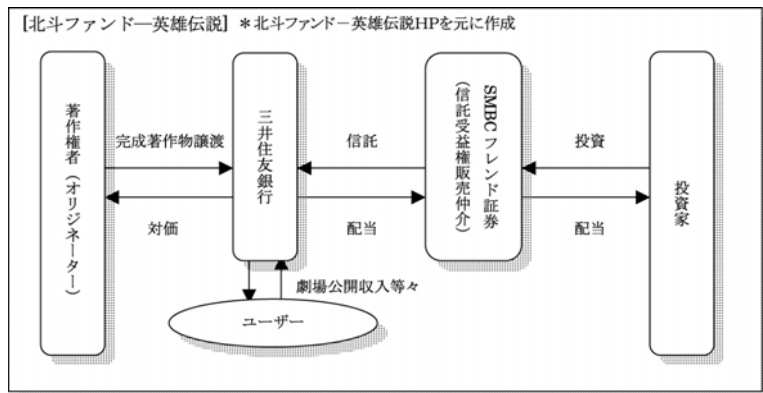 [北斗ファンド―英雄伝説] ＊北斗ファンド－英雄伝説HPを元に作成
著作権者（オリジネーター）
完成著作物譲渡
対価
三井住友銀行
信託
配当
SMBCフレンド証券
（信託受益権販売仲介）
投資
配当
投資家
劇場公開収入等々
ユーザー